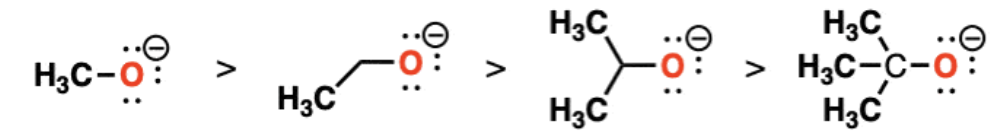 H₃C–O⊖ > H₃C O⊖ > H₃C H₃C O⊖ > H₃C H₃C–C–O⊖ H₃C